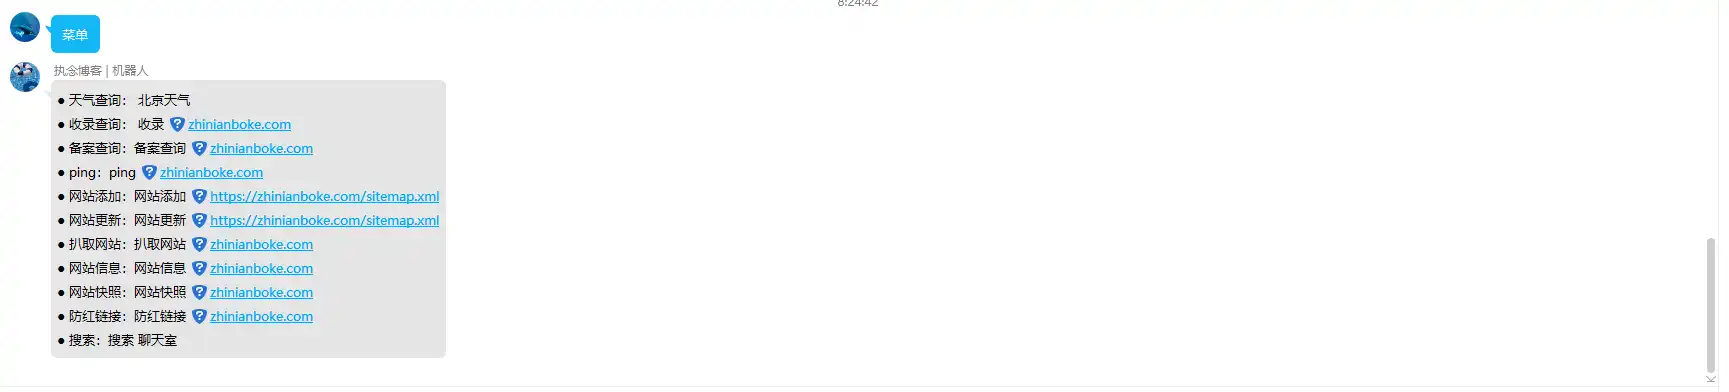 8:24:42
菜单
执念博客 | 机器人
● 天气查询： 北京天气
● 收录查询： 收录 zhinianboke.com
● 备案查询：备案查询 zhinianboke.com
● ping：ping zhinianboke.com
● 网站添加：网站添加 https://zhinianboke.com/sitemap.xml
● 网站更新：网站更新 https://zhinianboke.com/sitemap.xml
● 扒取网站：扒取网站 zhinianboke.com
● 网站信息：网站信息 zhinianboke.com
● 网站快照：网站快照 zhinianboke.com
● 防红链接：防红链接 zhinianboke.com
● 搜索：搜索 聊天室